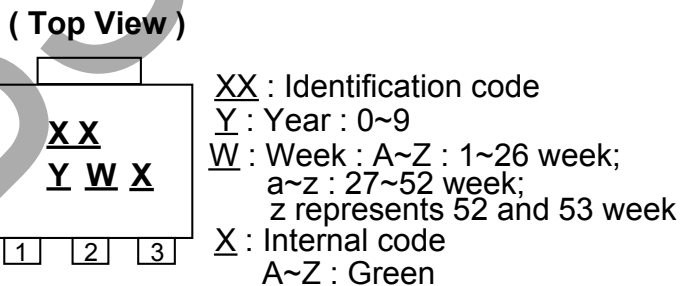 ( Top View )
X X
Y W X
1 2 3
XX : Identification code
Y : Year : 0~9
W : Week : A~Z : 1~26 week;
a~z : 27~52 week;
z represents 52 and 53 week
X : Internal code
A~Z : Green